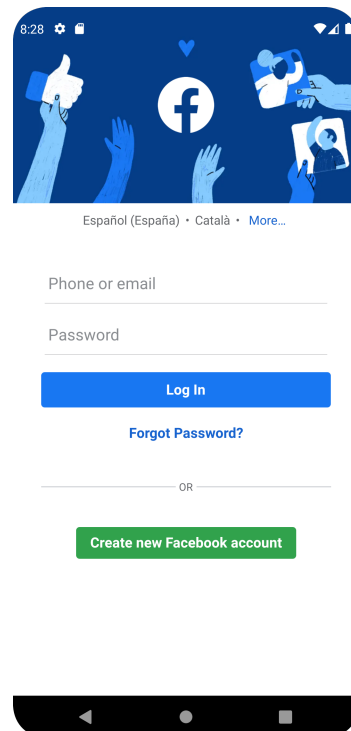 8:28
Español (España) • Català • More...
Phone or email
Password
Log In
Forgot Password?
OR
Create new Facebook account